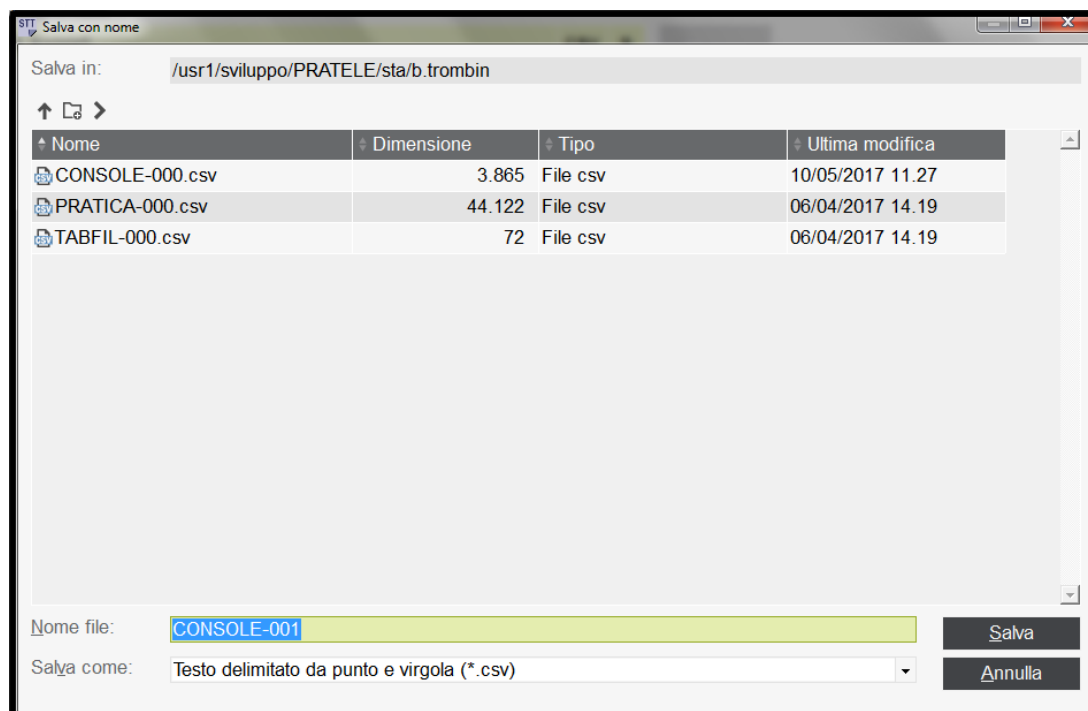 STT Salva con nome
Salva in: /usr1/sviluppo/PRATELE/sta/b.trombin
Nome Dimensione Tipo Ultima modifica
CONSOLE-000.csv 3.865 File csv 10/05/2017 11.27
PRATICA-000.csv 44.122 File csv 06/04/2017 14.19
TABFIL-000.csv 72 File csv 06/04/2017 14.19
Nome file: CONSOLE-001 Salva
Salva come: Testo delimitato da punto e virgola (*.csv) Annulla